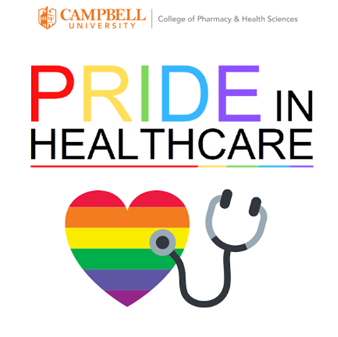 CAMPBELL UNIVERSITY
College of Pharmacy & Health Sciences
PRIDE IN
HEALTHCARE